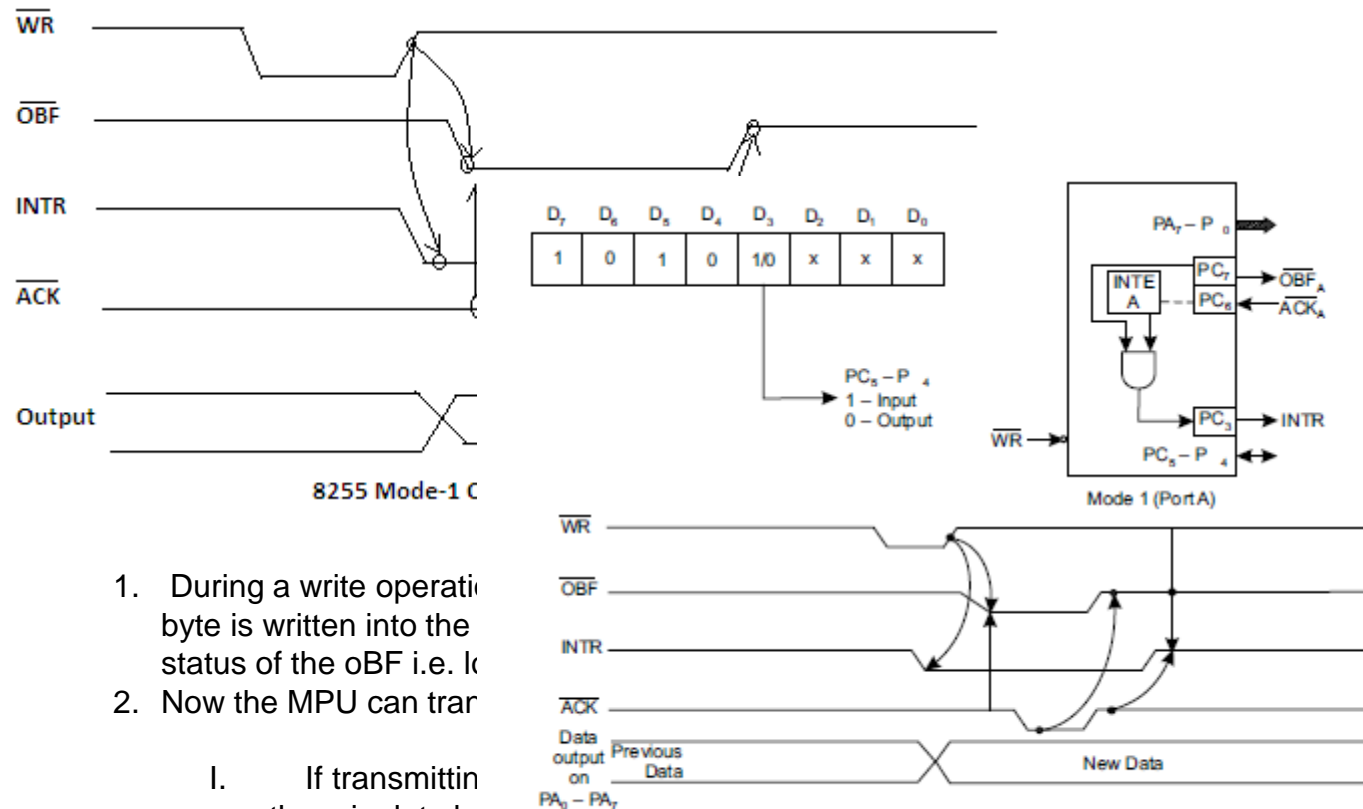 WR
OBF
INTR
ACK
Output
8255 Mode-1
D7 D6 D5 D4 D3 D2 D1 D0
1 0 1 0 1/0 x x x
PC5 – P 4
1 – Input
0 – Output
PA7 – P 0
INTE
A
PC7
OBFA
PC6
ACKA
PC3
INTR
WR
PC5 – P 4
Mode 1 (Port A)
1. During a write operati
byte is written into the
status of the oBF i.e. l
2. Now the MPU can tran
I. If transmittin
WR
OBF
INTR
ACK
Data
output
on
PA0 – PA7
Previous
Data
New Data